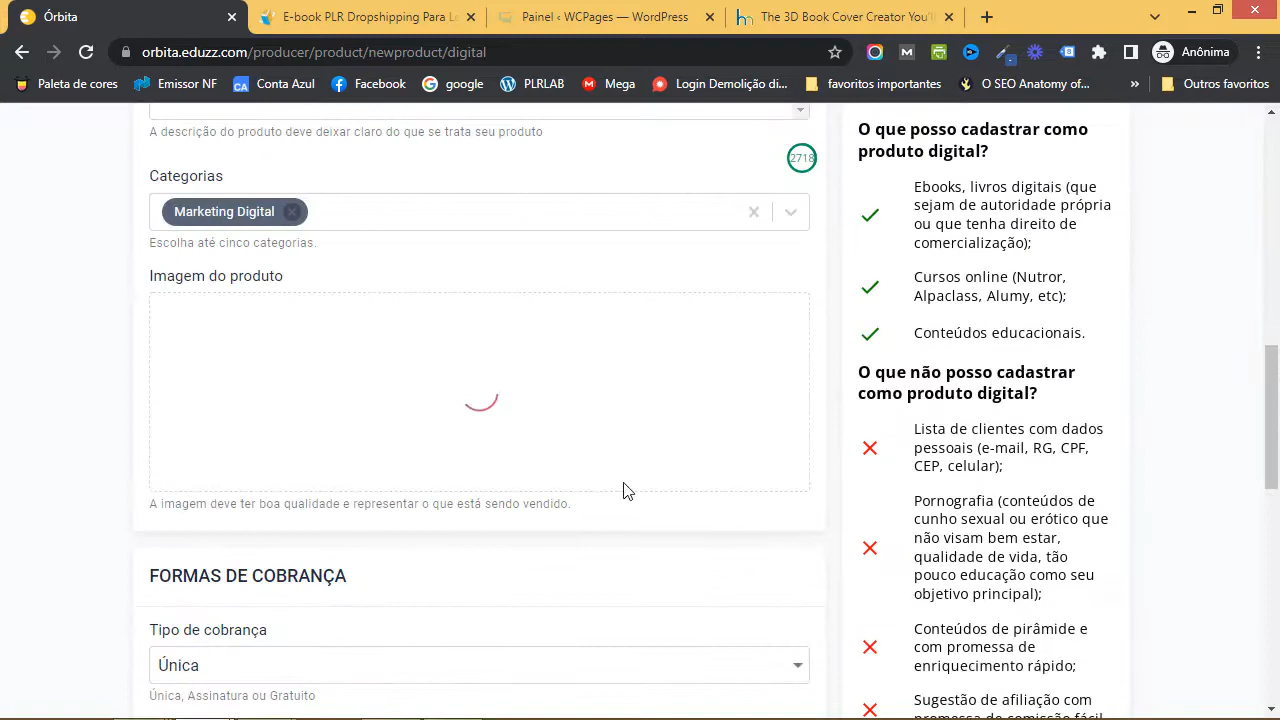 Órbita
E-book PLR Dropshipping Para Le
Painel ‹ WCPages — WordPress
The 3D Book Cover Creator You'll
orbita.eduzz.com/producer/product/newproduct/digital
Anônima
Paleta de cores
Emissor NF
CA
Conta Azul
Facebook
google
PLRLAB
Mega
Login Demolição di...
favoritos importantes
O SEO Anatomy of...
»
Outros favoritos
A descrição do produto deve deixar claro do que se trata seu produto
2718
Categorias
Marketing Digital
Escolha até cinco categorias.
Imagem do produto
A imagem deve ter boa qualidade e representar o que está sendo vendido.
FORMAS DE COBRANÇA
Tipo de cobrança
Única
Única, Assinatura ou Gratuito
O que posso cadastrar como
produto digital?
Ebooks, livros digitais (que
sejam de autoridade própria
ou que tenha direito de
comercialização);
Cursos online (Nutror,
Alpaclass, Alumy, etc);
Conteúdos educacionais.
O que não posso cadastrar
como produto digital?
Lista de clientes com dados
pessoais (e-mail, RG, CPF,
CEP, celular);
Pornografia (conteúdos de
cunho sexual ou erótico que
não visam bem estar,
qualidade de vida, tão
pouco educação como seu
objetivo principal);
Conteúdos de pirâmide e
com promessa de
enriquecimento rápido;
Sugestão de afiliação com
promessa de comissão fácil